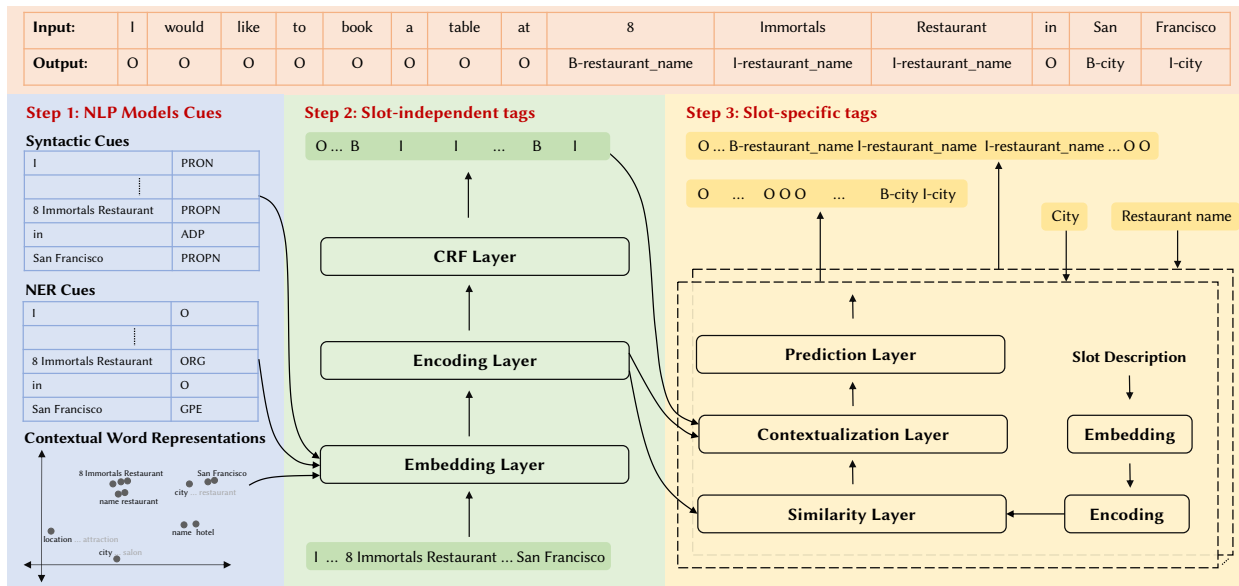 Input: I would like to book a table at 8 Immortals Restaurant in San Francisco
Output: O O O O O O O O B-restaurant_name I-restaurant_name I-restaurant_name O B-city I-city
Step 1: NLP Models Cues
Syntactic Cues
I PRON
8 Immortals Restaurant PROPN
in ADP
San Francisco PROPN
NER Cues
I O
8 Immortals Restaurant ORG
in O
San Francisco GPE
Contextual Word Representations
8 Immortals Restaurant
San Francisco
city ... restaurant
name restaurant
name hotel
location ... attraction
city ... salon
Step 2: Slot-independent tags
O ... B I I ... B I
CRF Layer
Encoding Layer
Embedding Layer
I ... 8 Immortals Restaurant ... San Francisco
Step 3: Slot-specific tags
O ... B-restaurant_name I-restaurant_name I-restaurant_name ... O O
O ... O O O ... B-city I-city
City
Restaurant name
Prediction Layer
Slot Description
Contextualization Layer
Embedding
Similarity Layer
Encoding